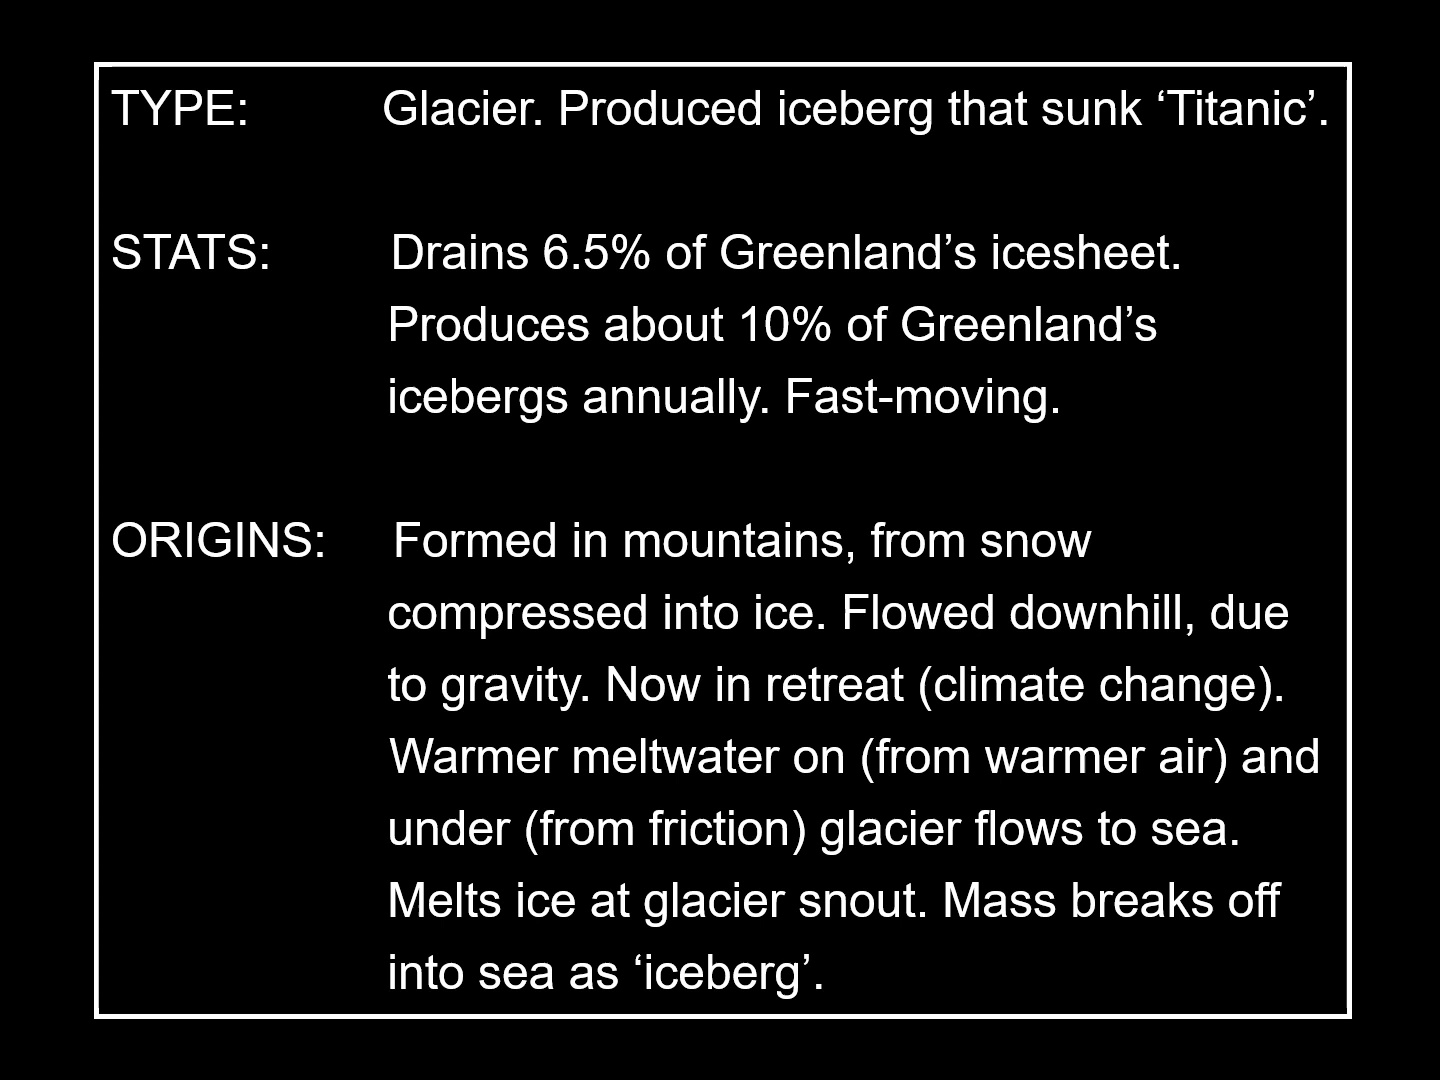 TYPE: Glacier. Produced iceberg that sunk ‘Titanic’.
STATS: Drains 6.5% of Greenland’s icesheet.
Produces about 10% of Greenland’s
icebergs annually. Fast-moving.
ORIGINS: Formed in mountains, from snow
compressed into ice. Flowed downhill, due
to gravity. Now in retreat (climate change).
Warmer meltwater on (from warmer air) and
under (from friction) glacier flows to sea.
Melts ice at glacier snout. Mass breaks off
into sea as ‘iceberg’.